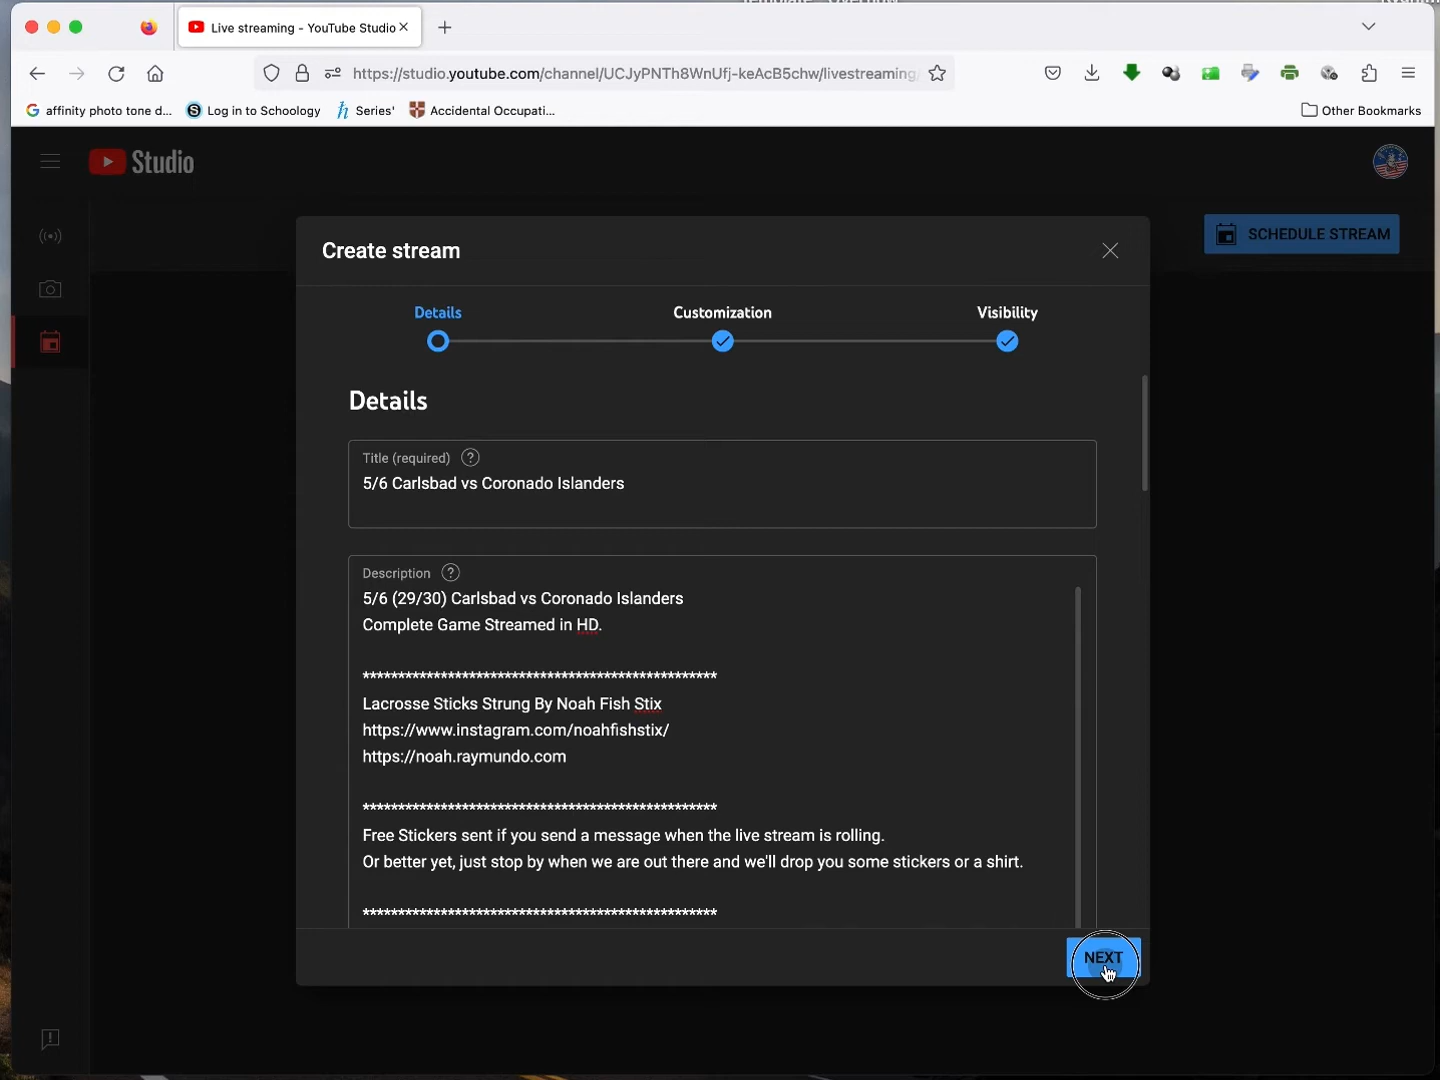 Live streaming - YouTube Studio
https://studio.youtube.com/channel/UCJyPNTh8WnUfj-keAcB5chw/livestreaming
affinity photo tone d...
Log in to Schoology
Series'
Accidental Occupati...
Other Bookmarks
Studio
SCHEDULE STREAM
Create stream
Details
Customization
Visibility
Details
Title (required)
5/6 Carlsbad vs Coronado Islanders
Description
5/6 (29/30) Carlsbad vs Coronado Islanders
Complete Game Streamed in HD.
**************************************************
Lacrosse Sticks Strung By Noah Fish Stix
https://www.instagram.com/noahfishstix/
https://noah.raymundo.com
**************************************************
Free Stickers sent if you send a message when the live stream is rolling.
Or better yet, just stop by when we are out there and we'll drop you some stickers or a shirt.
**************************************************
NEXT